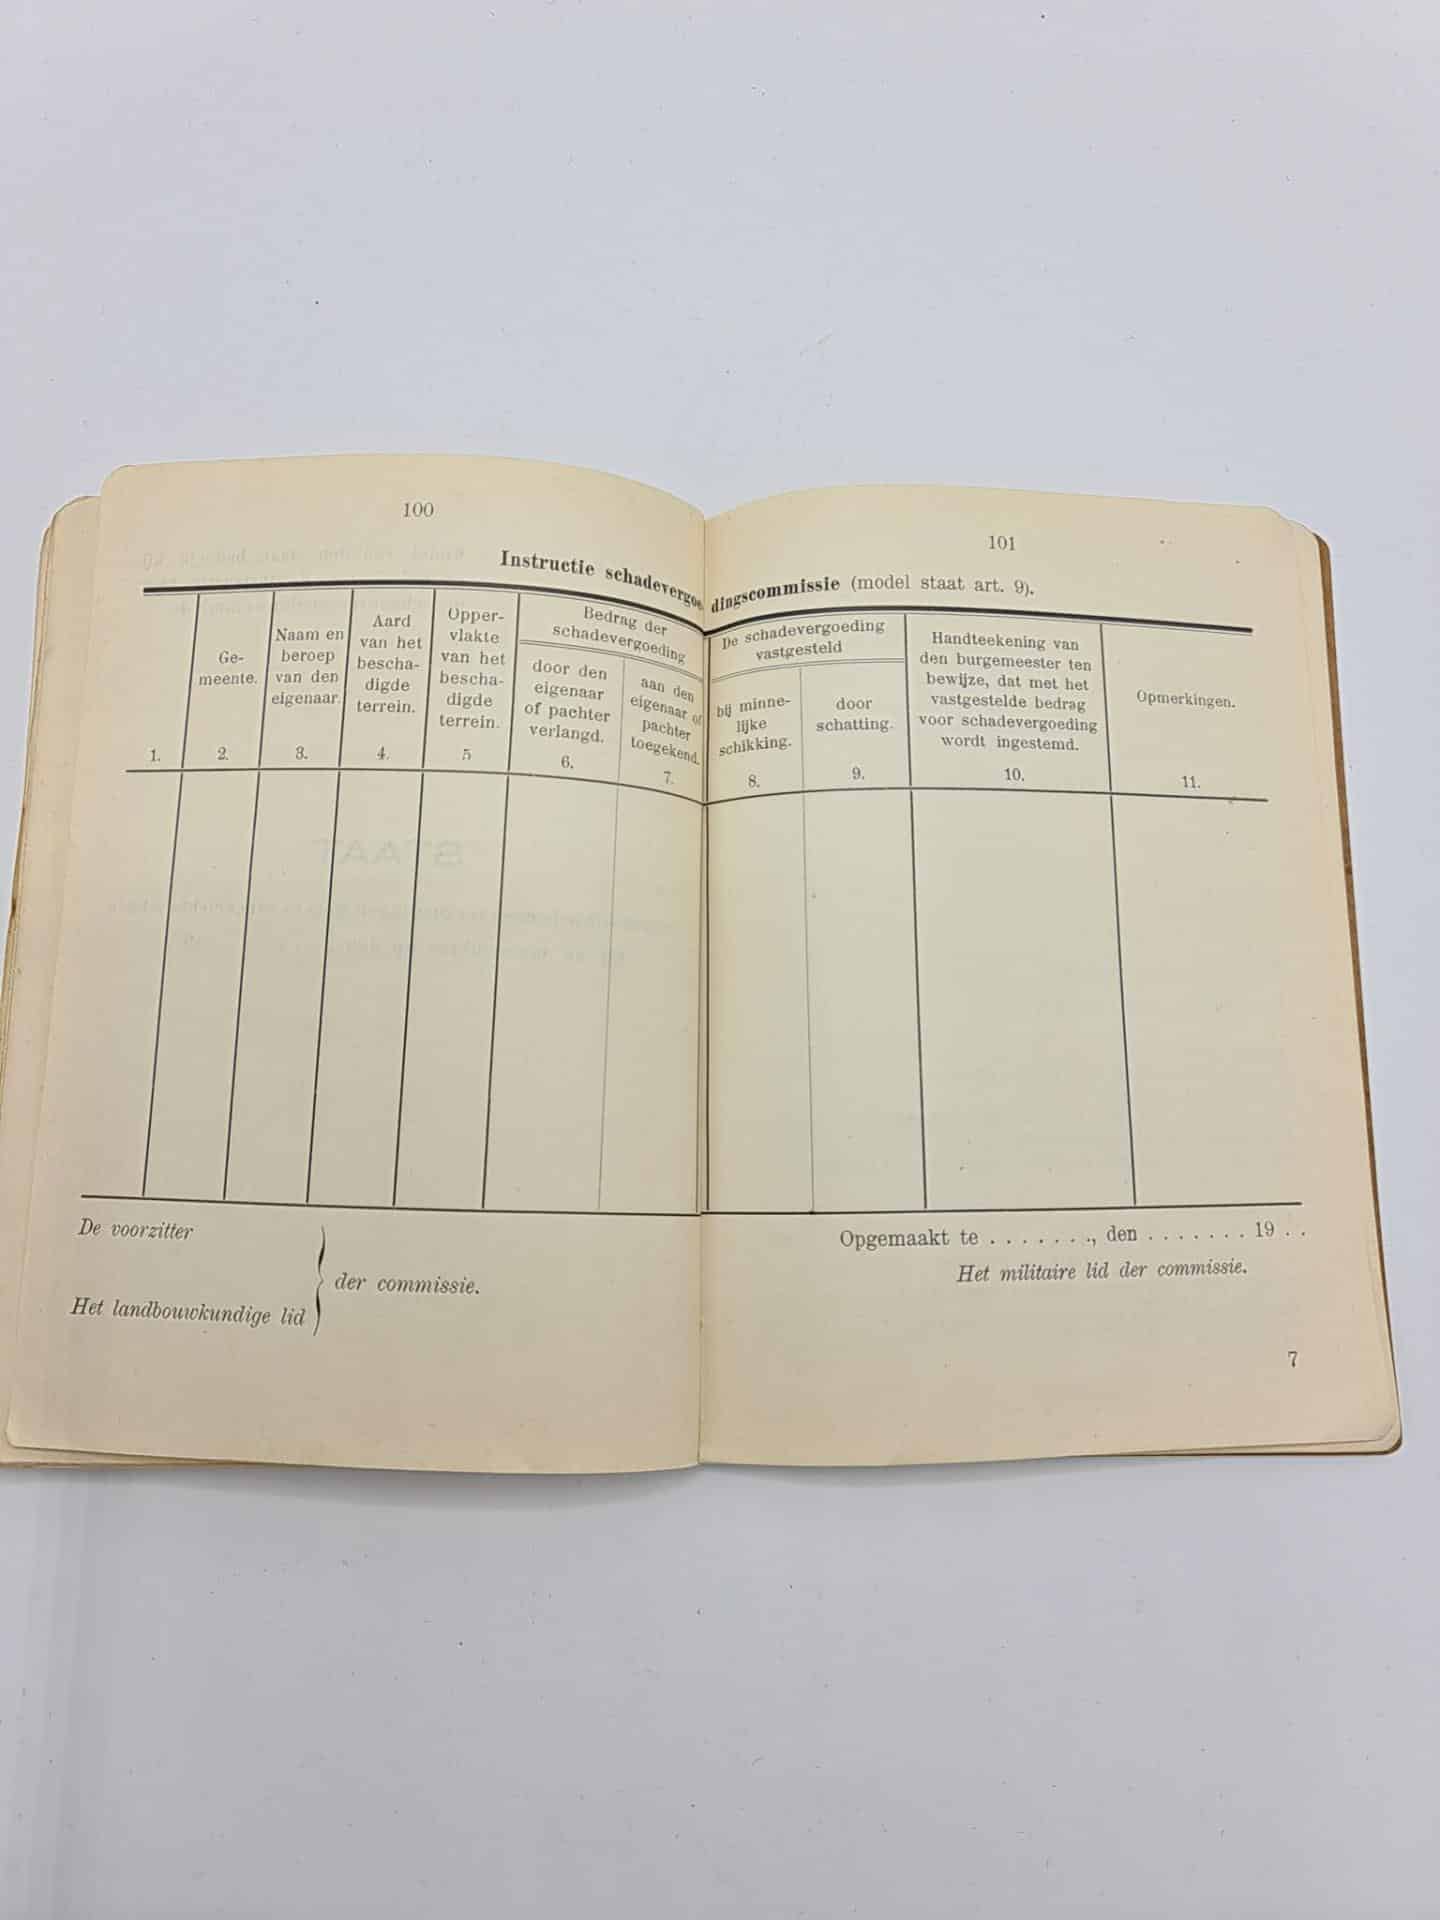 100
101
Instructie schadevergoedingscommissie (model staat art. 9).
1.
Ge-
meente.
2.
Naam en
beroep
van den
eigenaar.
3.
Aard
van het
bescha-
digde
terrein.
4.
Opper-
vlakte
van het
bescha-
digde
terrein.
5
Bedrag der
schadevergoeding
door den
eigenaar
of pachter
verlangd.
6.
aan den
eigenaar of
pachter
toegekend.
7.
De schadevergoeding
vastgesteld
bij minne-
lijke
schikking.
8.
door
schatting.
9.
Handteekening van
den burgemeester ten
bewijze, dat met het
vastgestelde bedrag
voor schadevergoeding
wordt ingestemd.
10.
Opmerkingen.
11.
De voorzitter
Het landbouwkundige lid
der commissie.
Opgemaakt te . . . . . . ., den . . . . . . . 19 . .
Het militaire lid der commissie.
7
STAAT